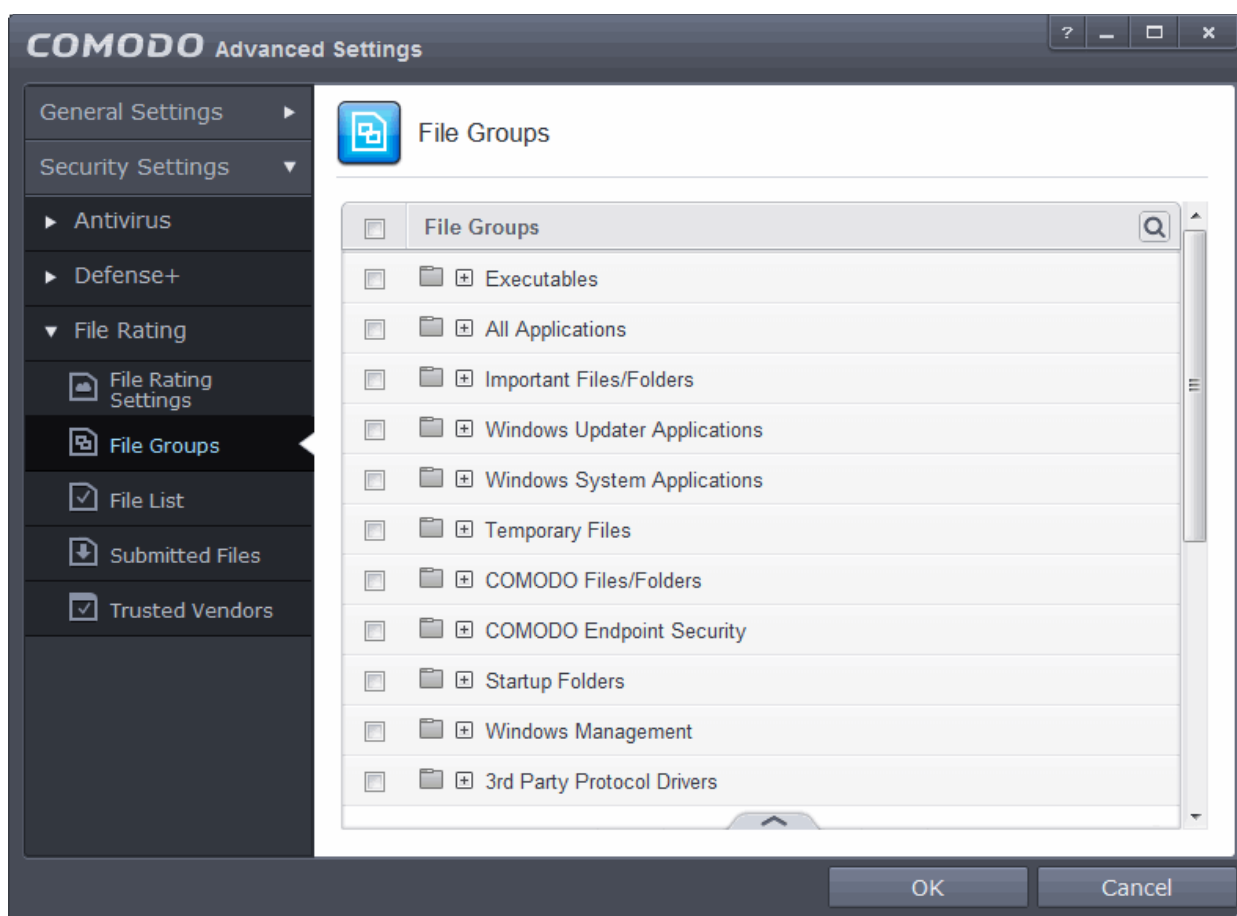 COMODO Advanced Settings
?
General Settings
Security Settings
Antivirus
Defense+
File Rating
File Rating
Settings
File Groups
File List
Submitted Files
Trusted Vendors
File Groups
File Groups
Executables
All Applications
Important Files/Folders
Windows Updater Applications
Windows System Applications
Temporary Files
COMODO Files/Folders
COMODO Endpoint Security
Startup Folders
Windows Management
3rd Party Protocol Drivers
OK
Cancel